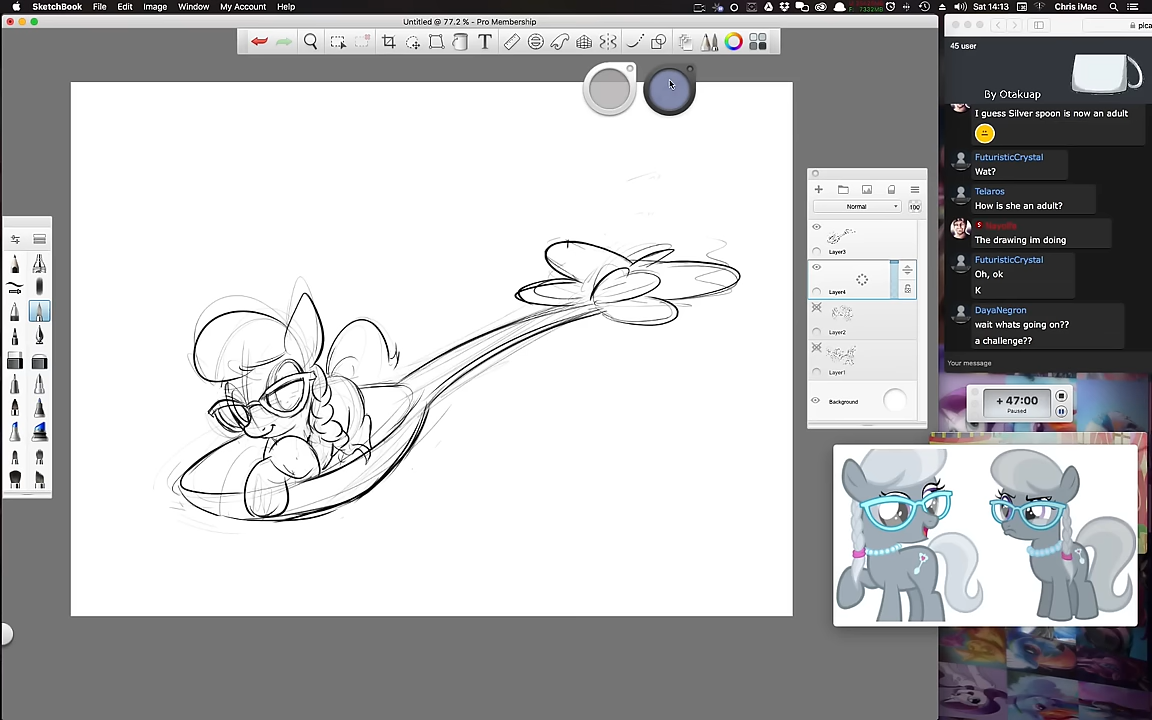 SketchBook File Edit Image Window My Account Help
7332MB Sat 14:13 Chris iMac
Untitled @ 77.2 % - Pro Membership
T
Normal
100
Layer3
Layer4
Layer2
Layer1
Background
pica
45 user
By Otakuap
I guess Silver spoon is now an adult
FuturisticCrystal
Wat?
Telaros
How is she an adult?
S
The drawing im doing
FuturisticCrystal
Oh, ok
K
DayaNegron
wait whats going on??
a challenge??
Your message
+ 47:00
Paused